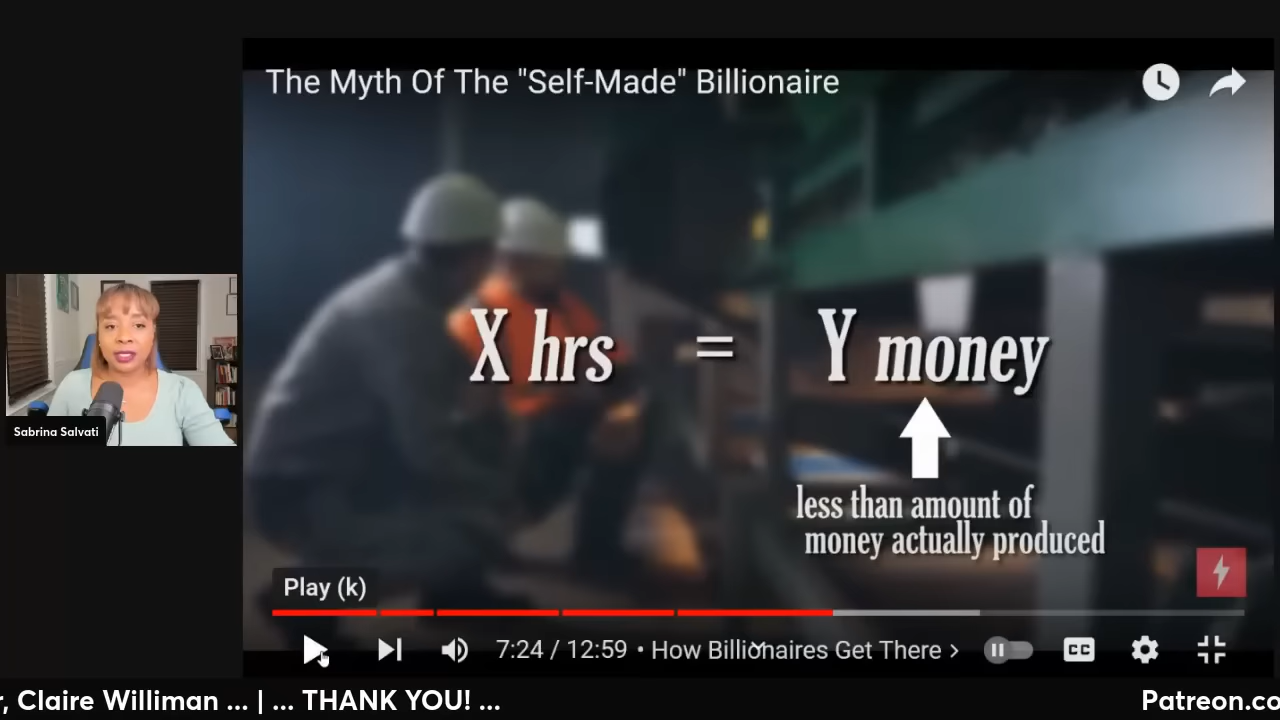 The Myth Of The "Self-Made" Billionaire
X hrs = Y money
less than amount of
money actually produced
Sabrina Salvati
Play (k)
7:24 / 12:59 • How Billionaires Get There >
CC
r, Claire Williman ... | ... THANK YOU! ...
Patreon.co